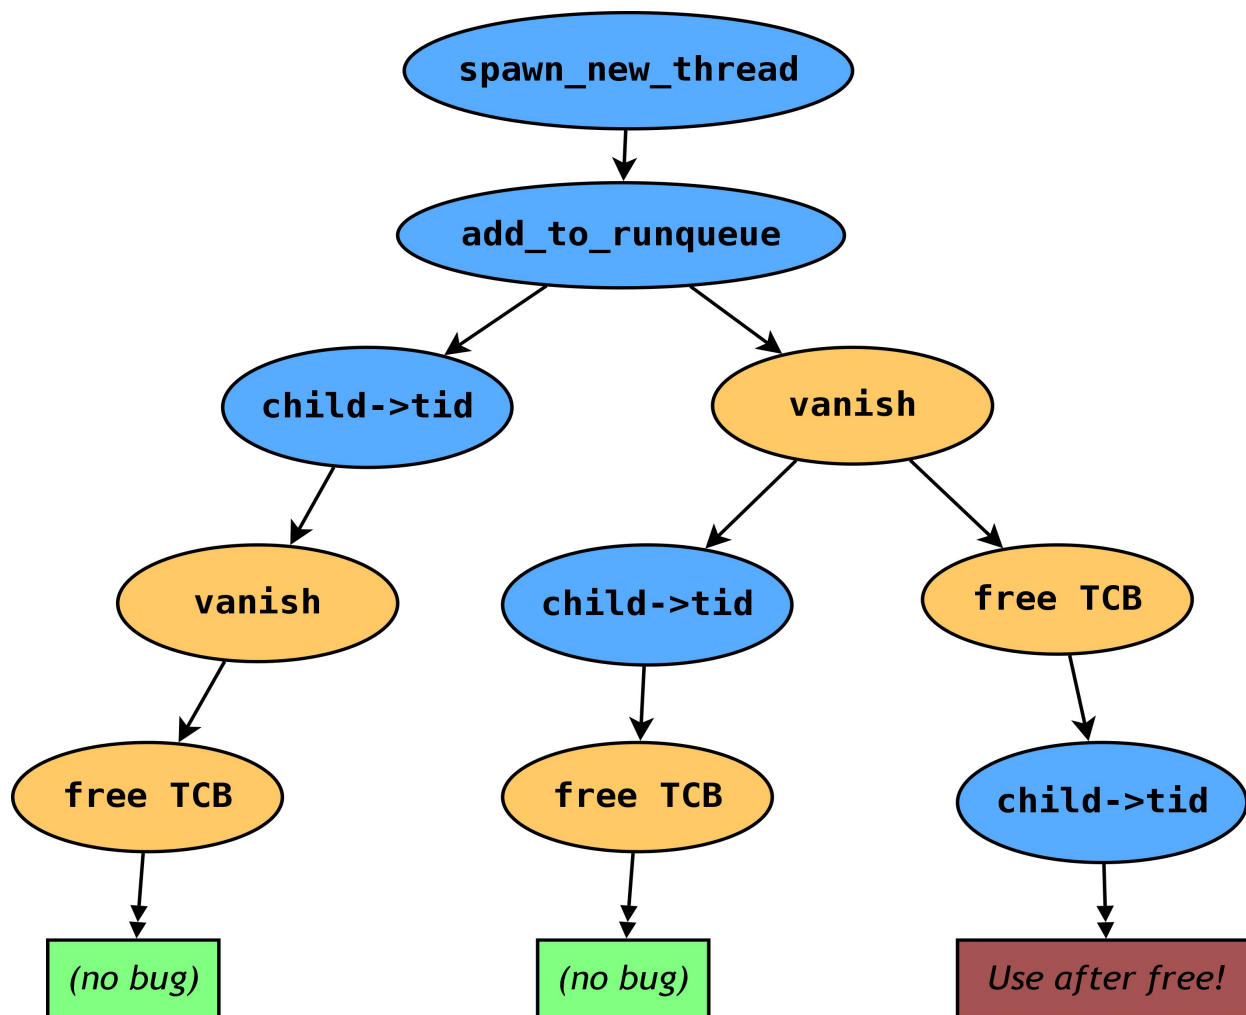 spawn_new_thread
add_to_runqueue
child->tid
vanish
vanish
child->tid
free TCB
free TCB
free TCB
child->tid
(no bug)
(no bug)
Use after free!